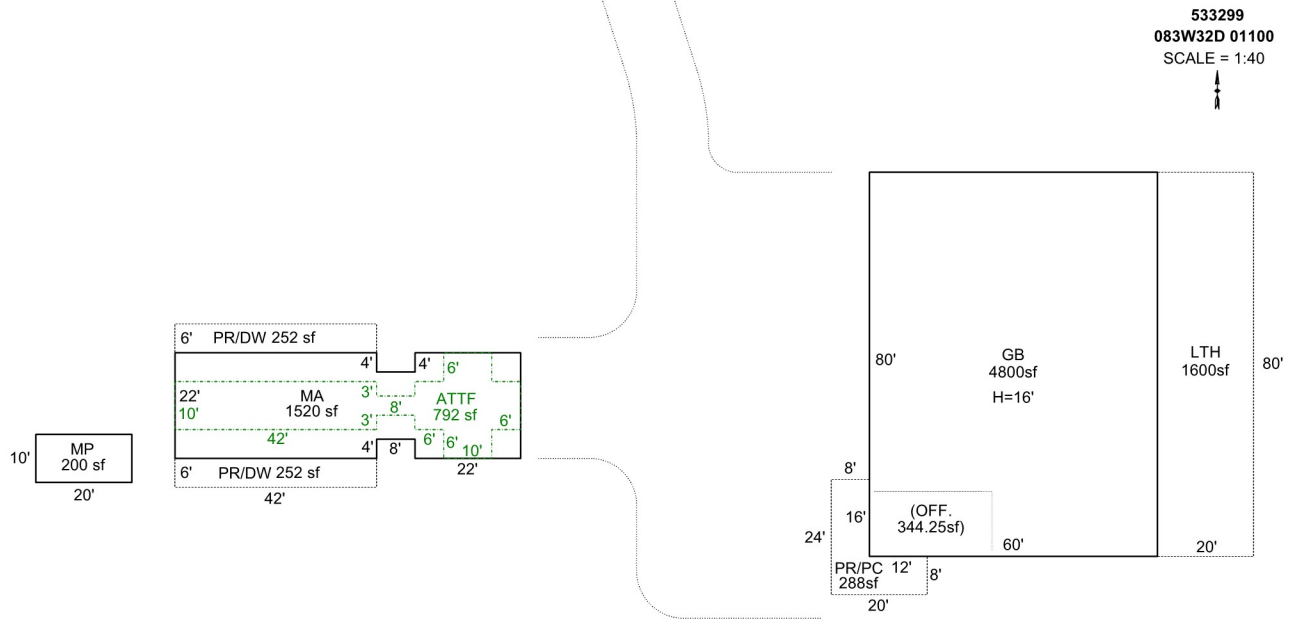 533299
083W32D 01100
SCALE = 1:40
6' PR/DW 252 sf
4' 4' 6'
22' MA 3' ATTF
1520 sf 792 sf
10' 8'
3' 6'
42' 6' 6' 10'
4' 8' 22'
6' PR/DW 252 sf
42'
MP
10' 200 sf
20'
80' GB
4800sf
H=16'
LTH
1600sf
80'
8'
16' (OFF.
344.25sf)
24'
60' 20'
PR/PC 12' 8'
288sf
20'